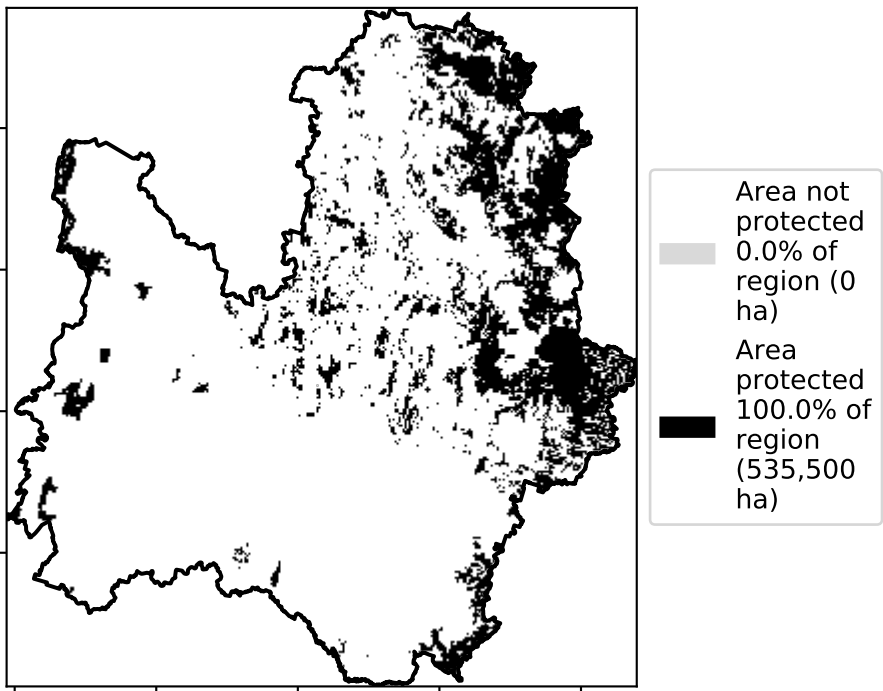 Area not
protected
0.0% of
region (0
ha)
Area
protected
100.0% of
region
(535,500
ha)